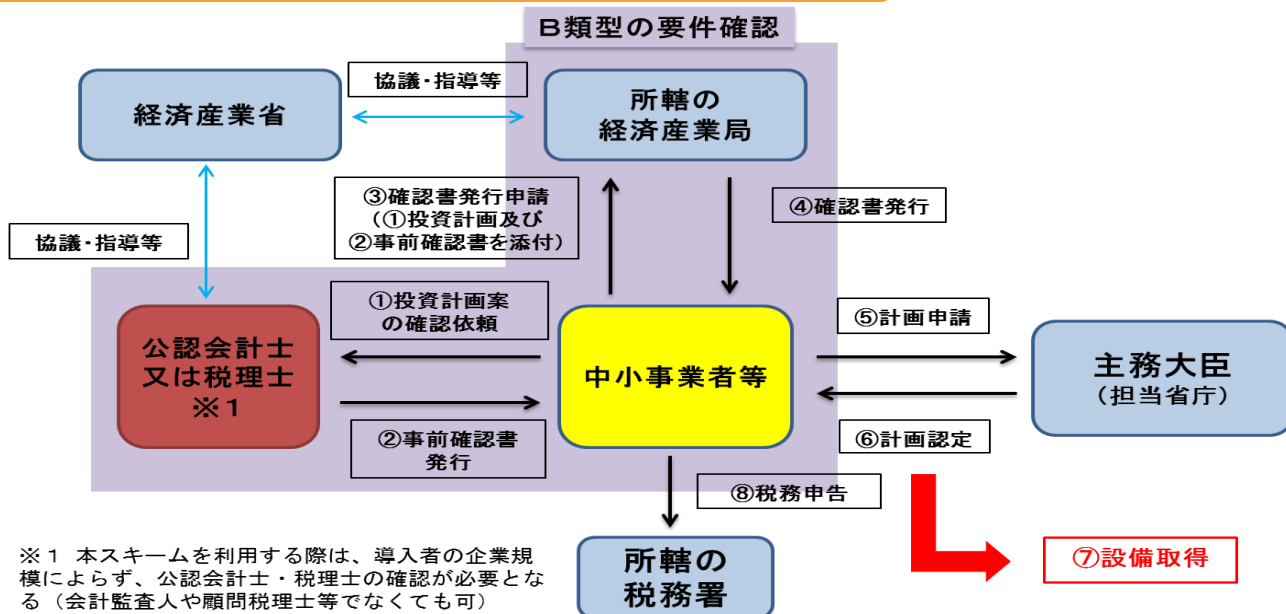 B類型の要件確認
経済産業省
協議・指導等
所轄の
経済産業局
③確認書発行申請
(①投資計画及び
②事前確認書を添付)
④確認書発行
協議・指導等
公認会計士
又は税理士
※1
①投資計画案
の確認依頼
②事前確認書
発行
中小事業者等
⑤計画申請
⑥計画認定
主務大臣
(担当省庁)
⑧税務申告
⑦設備取得
所轄の
税務署
※1 本スキームを利用する際は、導入者の企業規
模によらず、公認会計士・税理士の確認が必要とな
る(会計監査人や顧問税理士等でなくても可)